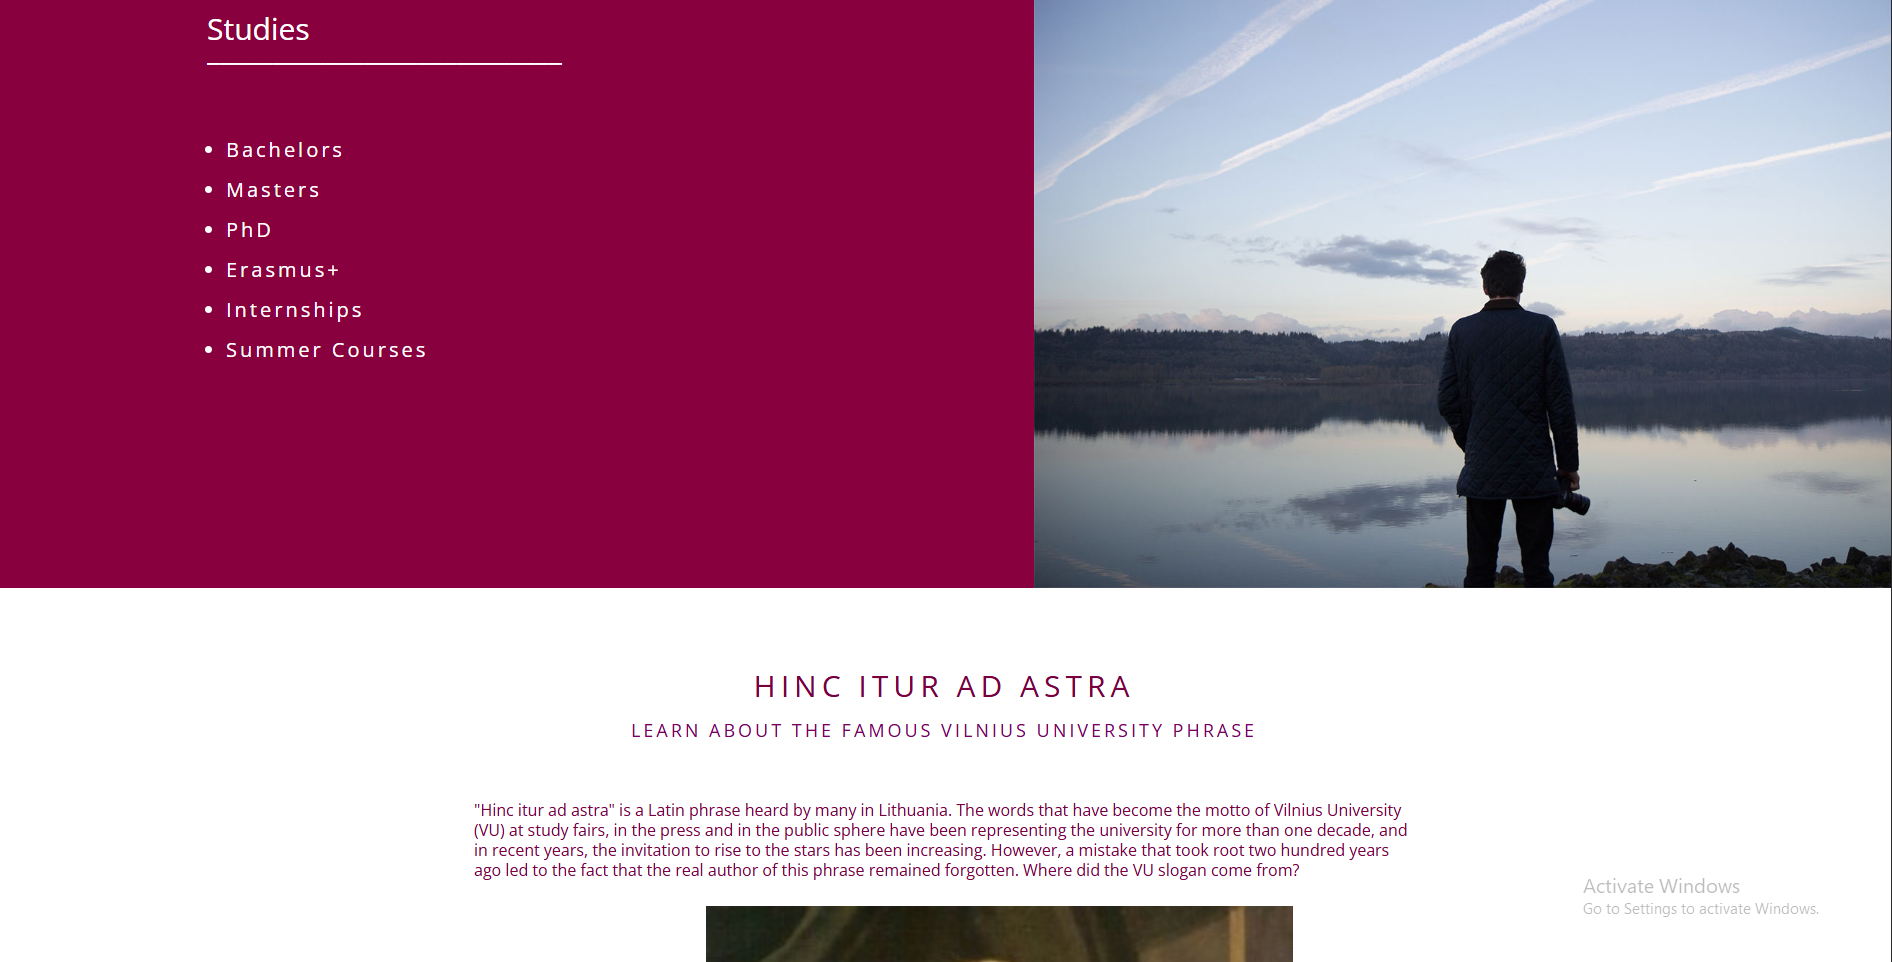 Studies
Bachelors
Masters
PhD
Erasmus+
Internships
Summer Courses
HINC ITUR AD ASTRA
LEARN ABOUT THE FAMOUS VILNIUS UNIVERSITY PHRASE
"Hinc itur ad astra" is a Latin phrase heard by many in Lithuania. The words that have become the motto of Vilnius University
(VU) at study fairs, in the press and in the public sphere have been representing the university for more than one decade, and
in recent years, the invitation to rise to the stars has been increasing. However, a mistake that took root two hundred years
ago led to the fact that the real author of this phrase remained forgotten. Where did the VU slogan come from?
Activate Windows
Go to Settings to activate Windows.